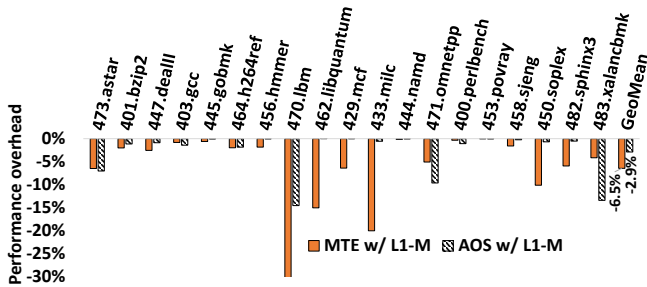 473.astar
401.bzip2
447.dealII
403.gcc
445.gobmk
464.h264ref
456.hmmer
470.lbm
462.libquantum
429.mcf
433.milc
444.namd
471.omnetpp
400.perlbench
453.povray
458.sjeng
450.soplex
482.sphinx3
483.xalancbmk
GeoMean
Performance overhead
0%
-5%
-10%
-15%
-20%
-25%
-30%
-6.5%
-2.9%
MTE w/ L1-M
AOS w/ L1-M